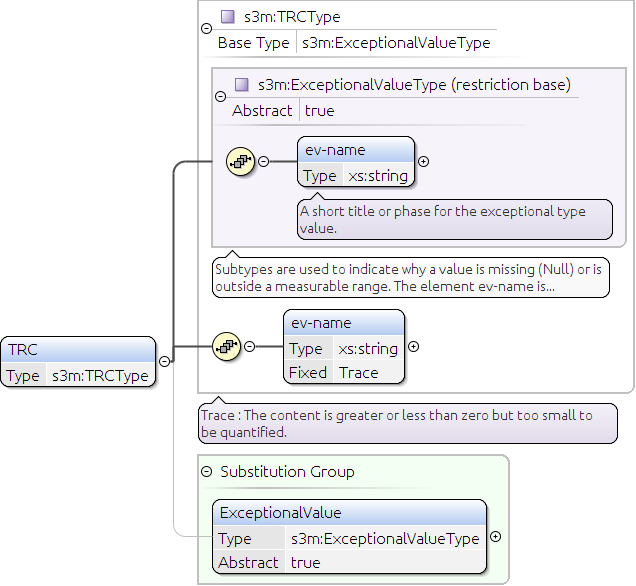 s3m:TRCType
Base Type s3m:ExceptionalValueType
s3m:ExceptionalValueType (restriction base)
Abstract true
ev-name
Type xs:string
A short title or phase for the exceptional type
value.
Subtypes are used to indicate why a value is missing (Null) or is
outside a measurable range. The element ev-name is...
ev-name
Type xs:string
Fixed Trace
TRC
Type s3m:TRCType
Trace : The content is greater or less than zero but too small to
be quantified.
Substitution Group
ExceptionalValue
Type s3m:ExceptionalValueType
Abstract true